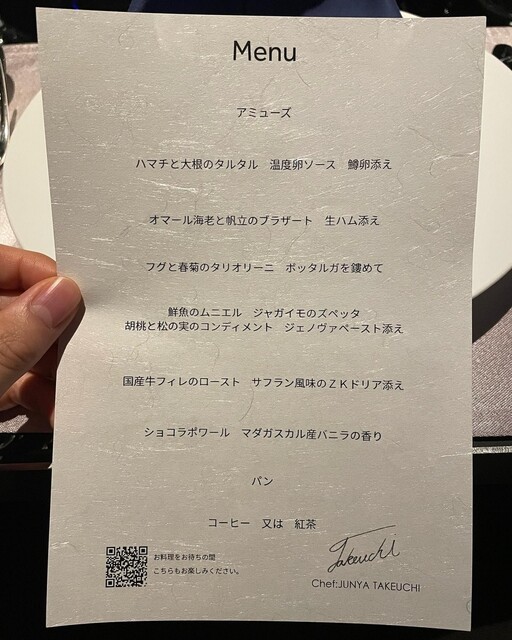 Menu
アミューズ
ハマチと大根のタルタル　温度卵ソース　鱒卵添え
オマール海老と帆立のブラザート　生ハム添え
フグと春菊のタリオリーニ　ボッタルガを鏤めて
鮮魚のムニエル　ジャガイモのズペッタ
胡桃と松の実のコンディメント　ジェノヴァペースト添え
国産牛フィレのロースト　サフラン風味のＺＫドリア添え
ショコラポワール　マダガスカル産バニラの香り
パン
コーヒー　又は　紅茶
お料理をお待ちの間
こちらもお楽しみください。
Takeuchi
Chef:JUNYA TAKEUCHI